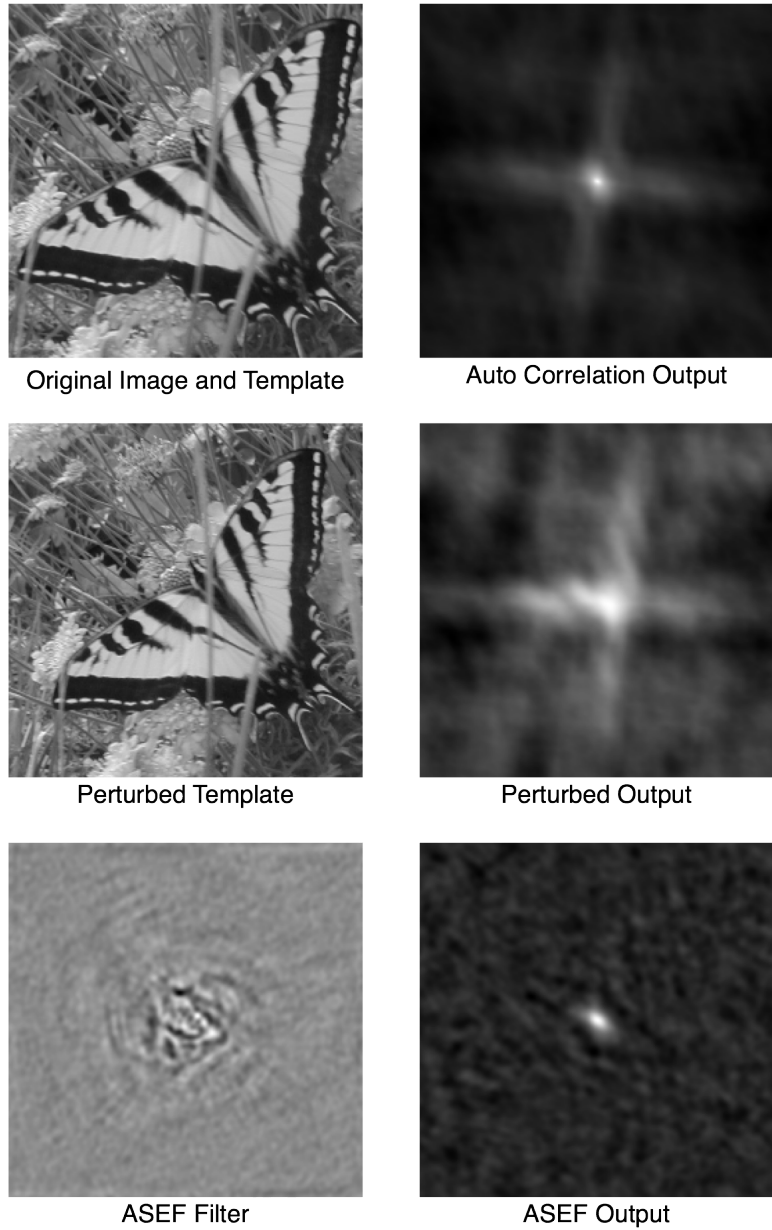 Original Image and Template
Auto Correlation Output
Perturbed Template
Perturbed Output
ASEF Filter
ASEF Output